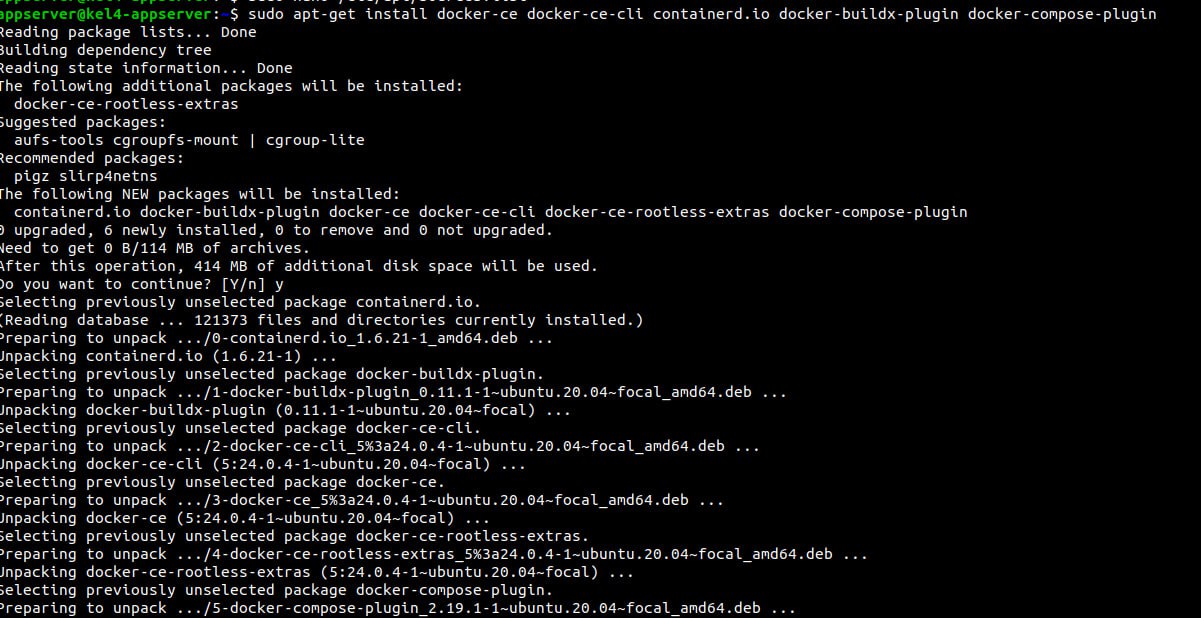 appserver@kel4-appserver:~$ sudo apt-get install docker-ce docker-ce-cli containerd.io docker-buildx-plugin docker-compose-plugin
Reading package lists... Done
Building dependency tree
Reading state information... Done
The following additional packages will be installed:
  docker-ce-rootless-extras
Suggested packages:
  aufs-tools cgroupfs-mount | cgroup-lite
Recommended packages:
  pigz slirp4netns
The following NEW packages will be installed:
  containerd.io docker-buildx-plugin docker-ce docker-ce-cli docker-ce-rootless-extras docker-compose-plugin
0 upgraded, 6 newly installed, 0 to remove and 0 not upgraded.
Need to get 0 B/114 MB of archives.
After this operation, 414 MB of additional disk space will be used.
Do you want to continue? [Y/n] y
Selecting previously unselected package containerd.io.
(Reading database ... 121373 files and directories currently installed.)
Preparing to unpack .../0-containerd.io_1.6.21-1_amd64.deb ...
Unpacking containerd.io (1.6.21-1) ...
Selecting previously unselected package docker-buildx-plugin.
Preparing to unpack .../1-docker-buildx-plugin_0.11.1-1~ubuntu.20.04~focal_amd64.deb ...
Unpacking docker-buildx-plugin (0.11.1-1~ubuntu.20.04~focal) ...
Selecting previously unselected package docker-ce-cli.
Preparing to unpack .../2-docker-ce-cli_5%3a24.0.4-1~ubuntu.20.04~focal_amd64.deb ...
Unpacking docker-ce-cli (5:24.0.4-1~ubuntu.20.04~focal) ...
Selecting previously unselected package docker-ce.
Preparing to unpack .../3-docker-ce_5%3a24.0.4-1~ubuntu.20.04~focal_amd64.deb ...
Unpacking docker-ce (5:24.0.4-1~ubuntu.20.04~focal) ...
Selecting previously unselected package docker-ce-rootless-extras.
Preparing to unpack .../4-docker-ce-rootless-extras_5%3a24.0.4-1~ubuntu.20.04~focal_amd64.deb ...
Unpacking docker-ce-rootless-extras (5:24.0.4-1~ubuntu.20.04~focal) ...
Selecting previously unselected package docker-compose-plugin.
Preparing to unpack .../5-docker-compose-plugin_2.19.1-1~ubuntu.20.04~focal_amd64.deb ...